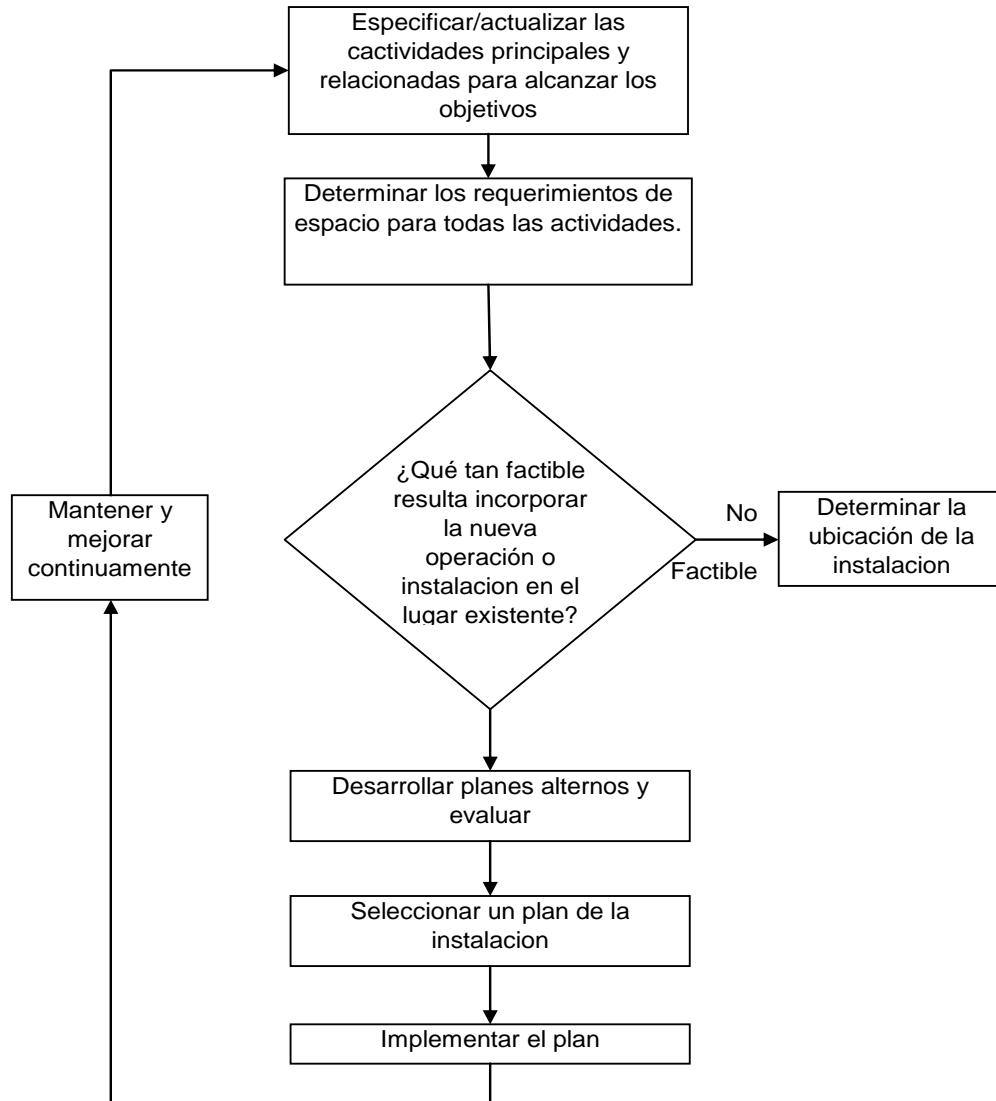 Especificar/actualizar las
cactividades principales y
relacionadas para alcanzar los
objetivos
Determinar los requerimientos de
espacio para todas las actividades.
¿Qué tan factible
resulta incorporar
la nueva
operación o
instalacion en el
lugar existente?
No
Factible
Determinar la
ubicación de la
instalacion
Mantener y
mejorar
continuamente
Desarrollar planes alternos y
evaluar
Seleccionar un plan de la
instalacion
Implementar el plan